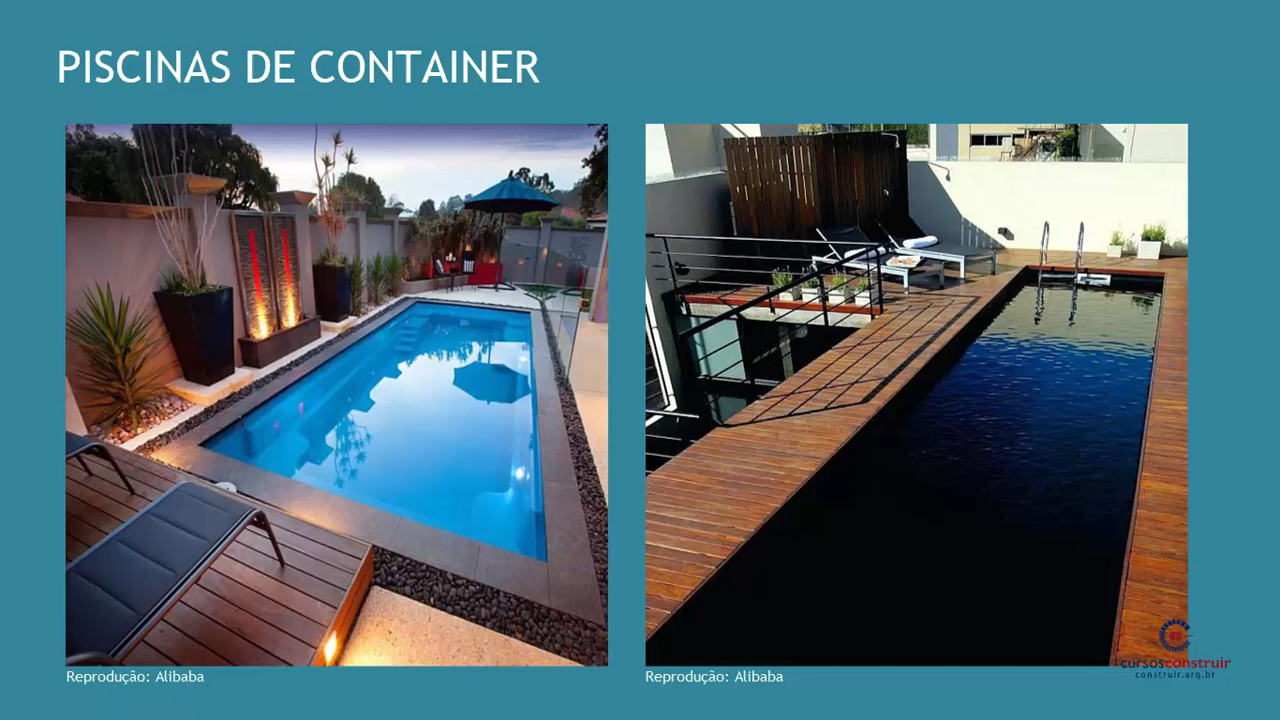 PISCINAS DE CONTAINER
Reprodução: Alibaba
Reprodução: Alibaba
cursosconstruir
construir.arq.br